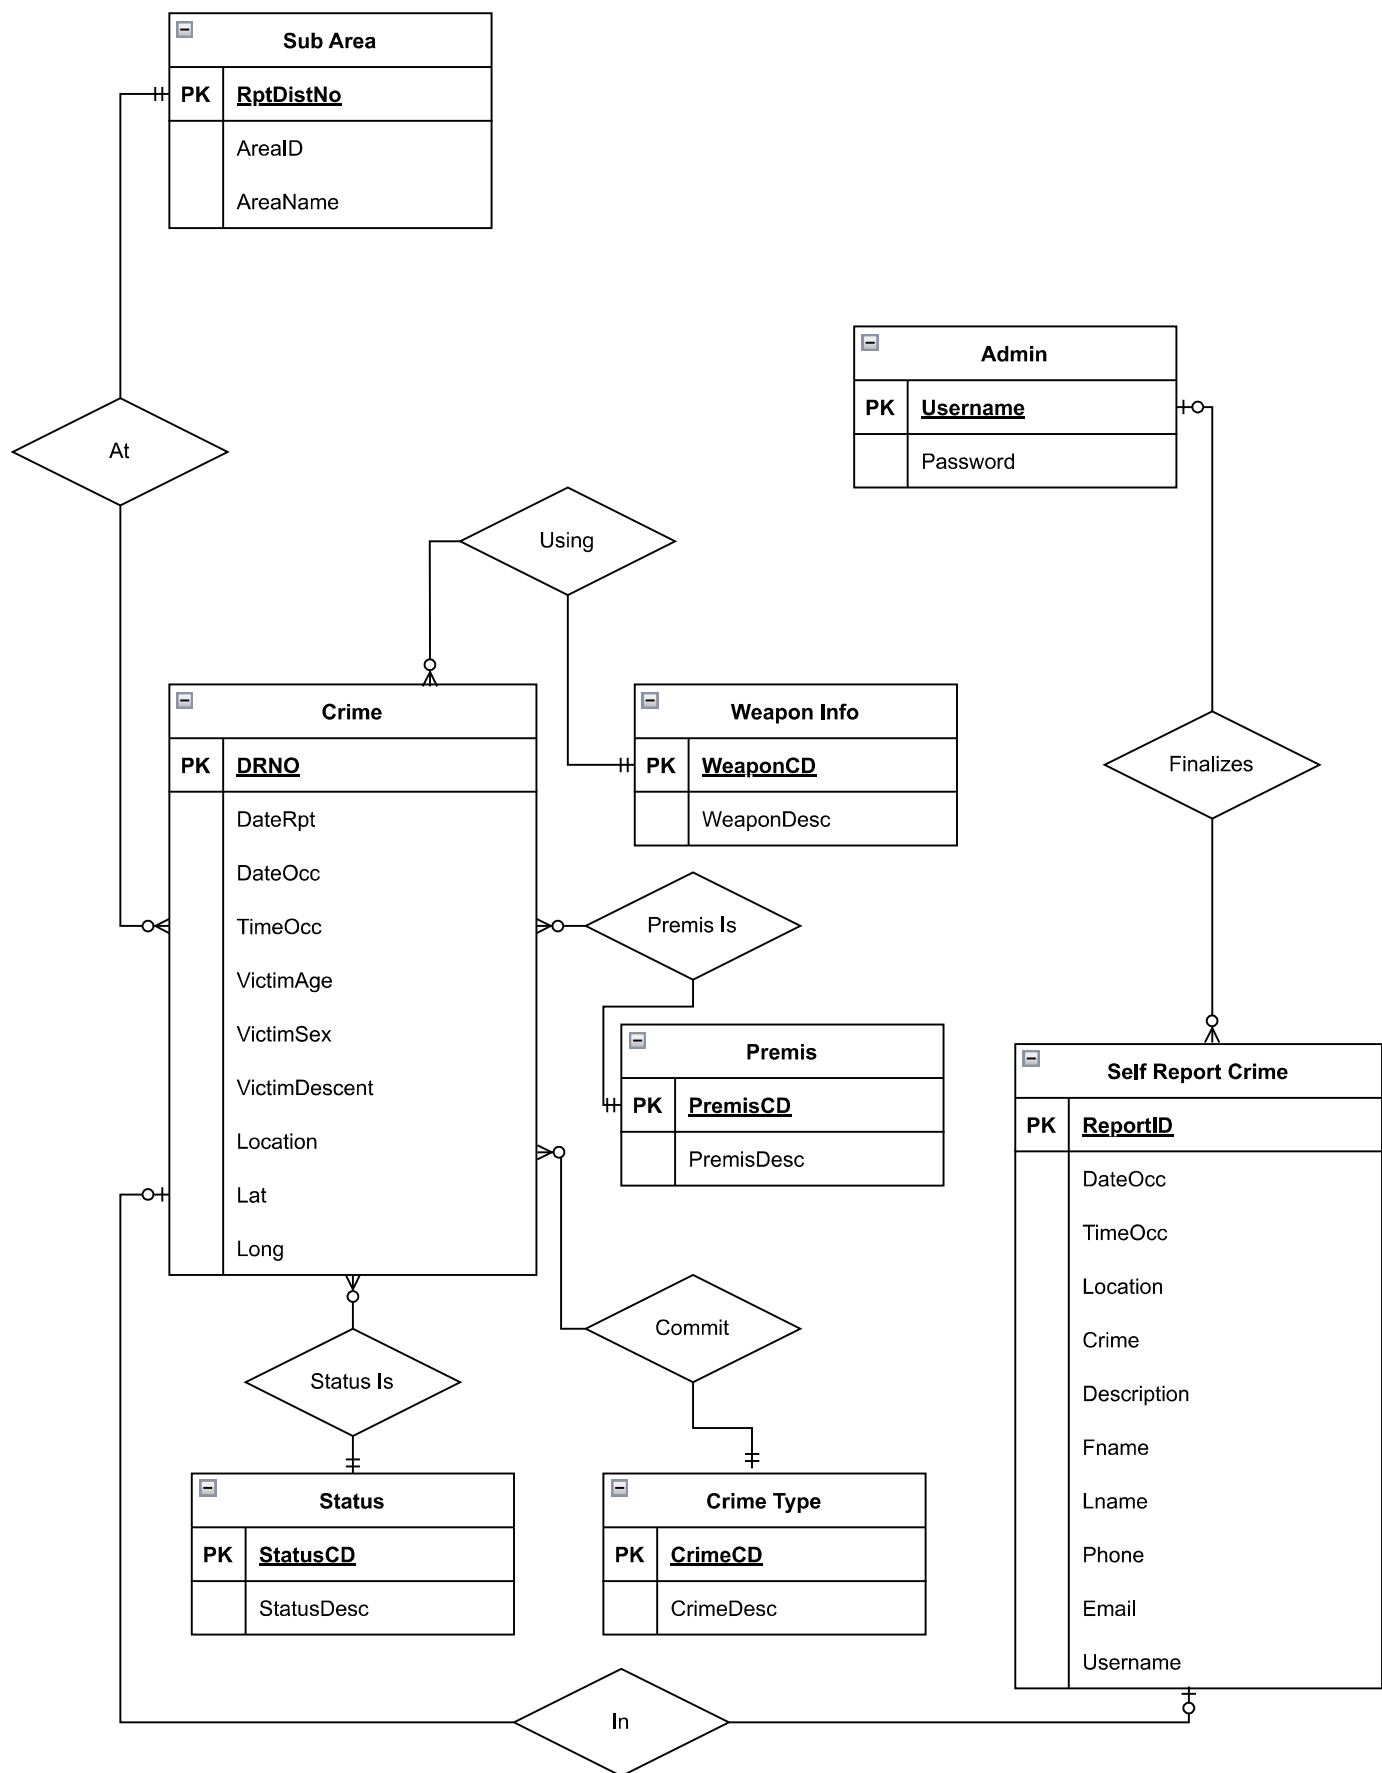 Sub Area
PK RptDistNo
AreaID
AreaName
Admin
PK Username
Password
At
Using
Crime
PK DRNO
DateRpt
DateOcc
TimeOcc
VictimAge
VictimSex
VictimDescent
Location
Lat
Long
Weapon Info
PK WeaponCD
WeaponDesc
Finalizes
Premis Is
Premis
PK PremisCD
PremisDesc
Self Report Crime
PK ReportID
DateOcc
TimeOcc
Location
Crime
Description
Fname
Lname
Phone
Email
Username
Commit
Status Is
Status
PK StatusCD
StatusDesc
Crime Type
PK CrimeCD
CrimeDesc
In